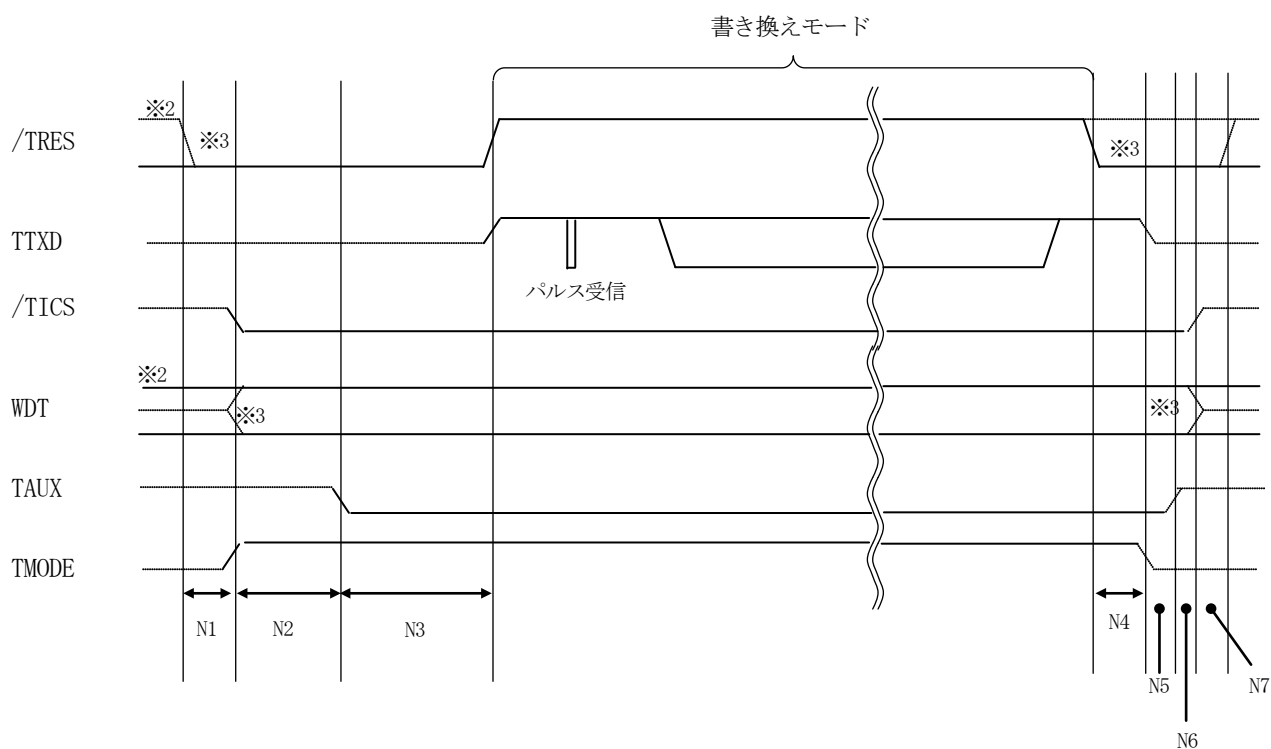 書き換えモード
※2
※3
/TRES
※3
TTXD
パルス受信
/TICS
※2
WDT
※3
※3
TAUX
TMODE
N1
N2
N3
N4
N5
N7
N6